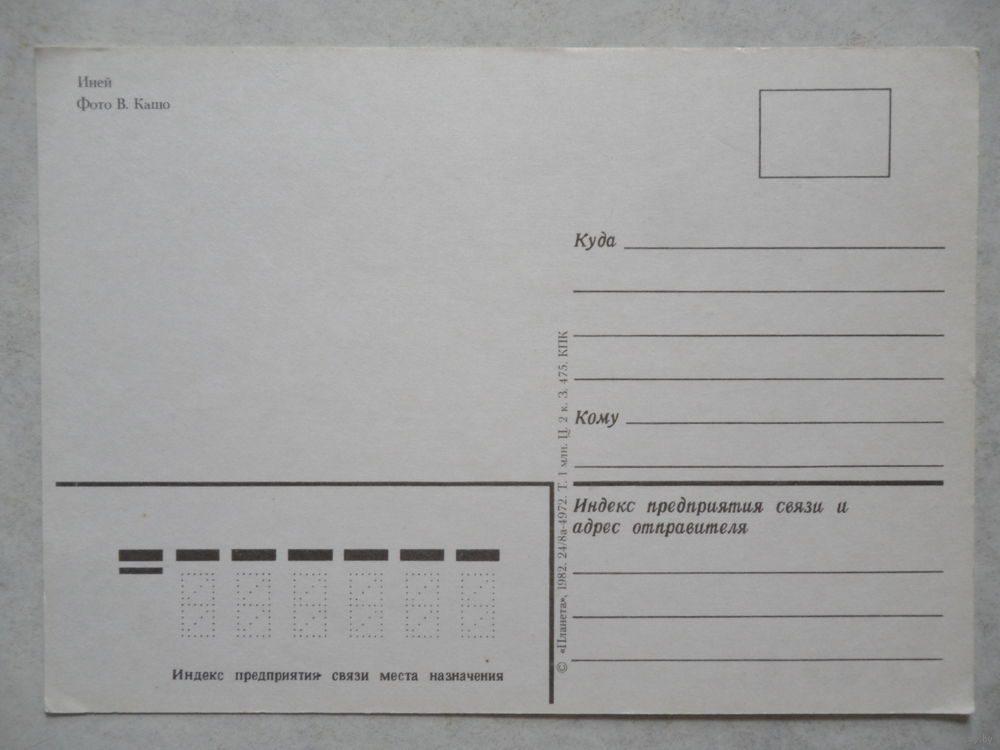 Иней
Фото В. Кашо
Куда
Кому
© «Планета», 1982. 24/8а-4972. Т. 1 млн. Ц. 2 к. З. 475. КПК
Индекс предприятия связи и
адрес отправителя
Индекс предприятия связи места назначения